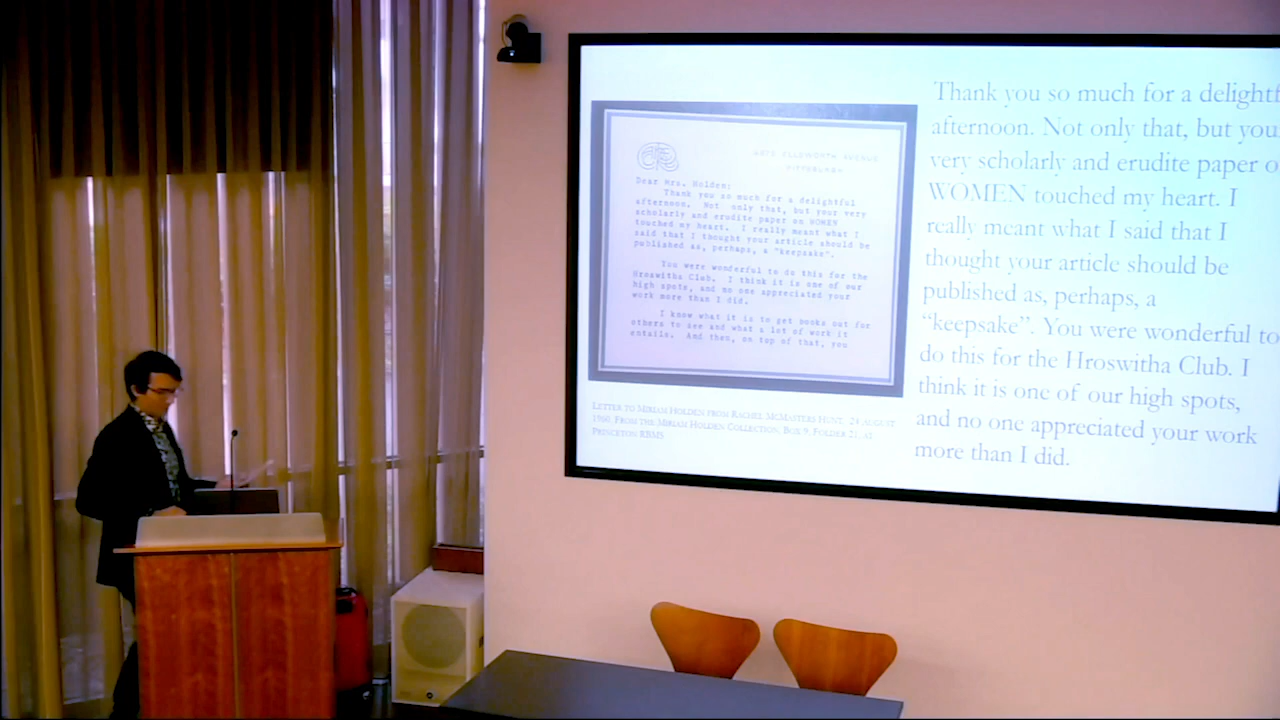 4875 ELLSWORTH AVENUE
PITTSBURGH
Dear Mrs. Holden:
Thank you so much for a delightful
afternoon. Not only that, but your very
scholarly and erudite paper on WOMEN
touched my heart. I really meant what I
said that I thought your article should be
published as, perhaps, a "keepsake".
You were wonderful to do this for the
Hroswitha Club. I think it is one of our
high spots, and no one appreciated your
work more than I did.
I know what it is to get books out for
others to see and what a lot of work it
entails. And then, on top of that, you
LETTER TO MIRIAM HOLDEN FROM RACHEL MCMASTERS HUNT, 24 AUGUST
1960. FROM THE MIRIAM HOLDEN COLLECTION, BOX 9, FOLDER 21, AT
PRINCETON RBMS
Thank you so much for a delightf
afternoon. Not only that, but you
very scholarly and erudite paper o
WOMEN touched my heart. I
really meant what I said that I
thought your article should be
published as, perhaps, a
“keepsake”. You were wonderful to
do this for the Hroswitha Club. I
think it is one of our high spots,
and no one appreciated your work
more than I did.